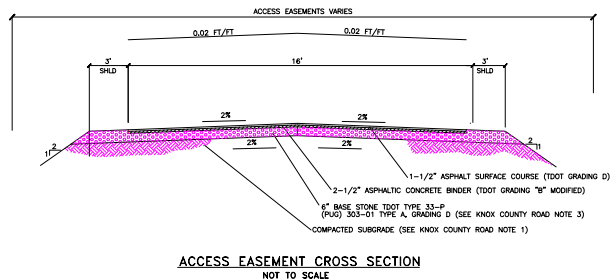 ACCESS EASEMENTS VARIES
0.02 FT/FT 0.02 FT/FT
3' 16' 3'
SHLD SHLD
2% 2%
2 2
1 1
2% 2%
1-1/2" ASPHALT SURFACE COURSE (TDOT GRADING D)
2-1/2" ASPHALTIC CONCRETE BINDER (TDOT GRADING "B" MODIFIED)
6" BASE STONE TDOT TYPE 33-P
(PUG) 303-01 TYPE A, GRADING D (SEE KNOX COUNTY ROAD NOTE 3)
COMPACTED SUBGRADE (SEE KNOX COUNTY ROAD NOTE 1)
ACCESS EASEMENT CROSS SECTION
NOT TO SCALE